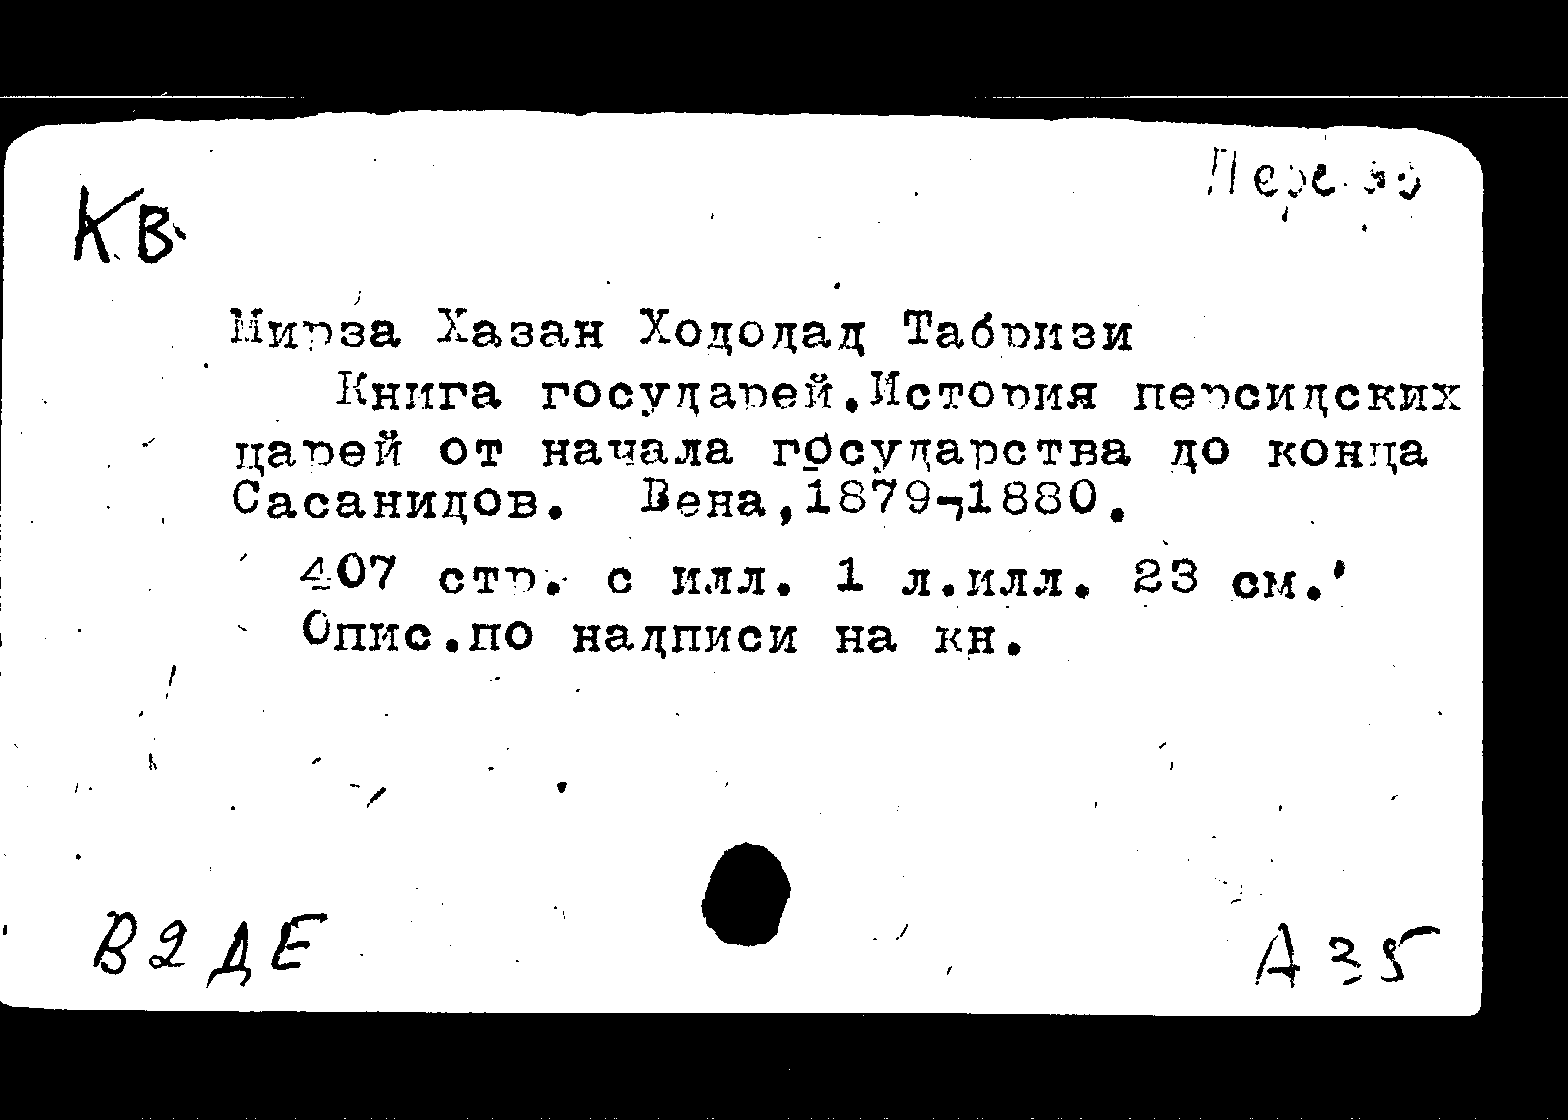 Кв
Мирза Хазан Хододад Табризи
Книга государей.История персидских
царей от начала государства до конца
Сасанидов. Вена,1879-1880.
407 стр. с илл. 1 л.илл. 23 см.
Опис.по надписи на кн.
В2ДЕ
А35